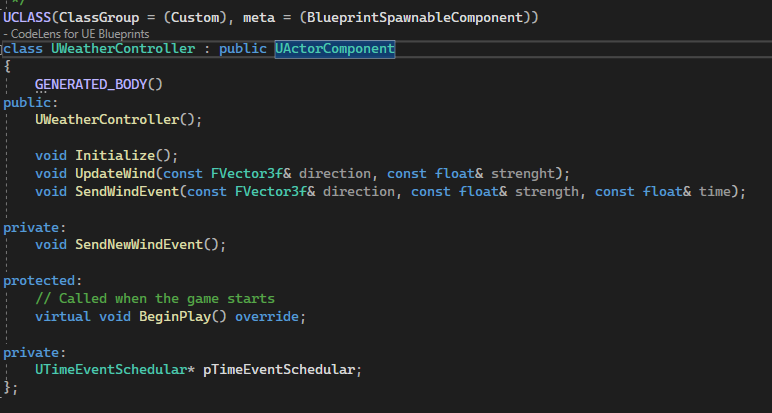 */
UCLASS(ClassGroup = (Custom), meta = (BlueprintSpawnableComponent))
- CodeLens for UE Blueprints
class UWeatherController : public UActorComponent
{
GENERATED_BODY()
public:
UWeatherController();
void Initialize();
void UpdateWind(const FVector3f& direction, const float& strenght);
void SendWindEvent(const FVector3f& direction, const float& strength, const float& time);
private:
void SendNewWindEvent();
protected:
// Called when the game starts
virtual void BeginPlay() override;
private:
UTimeEventSchedular* pTimeEventSchedular;
};